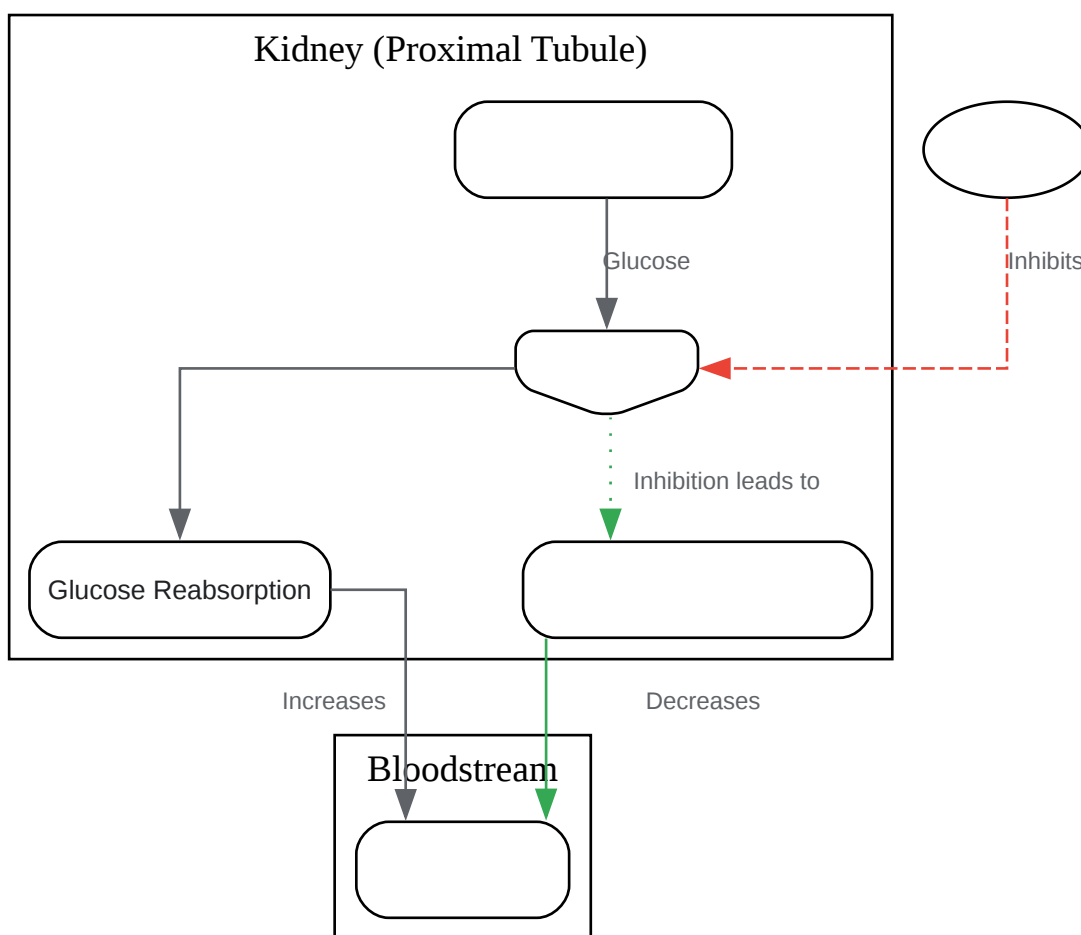 Kidney (Proximal Tubule)
Glucose
Inhibits
Inhibition leads to
Glucose Reabsorption
Increases
Decreases
Bloodstream